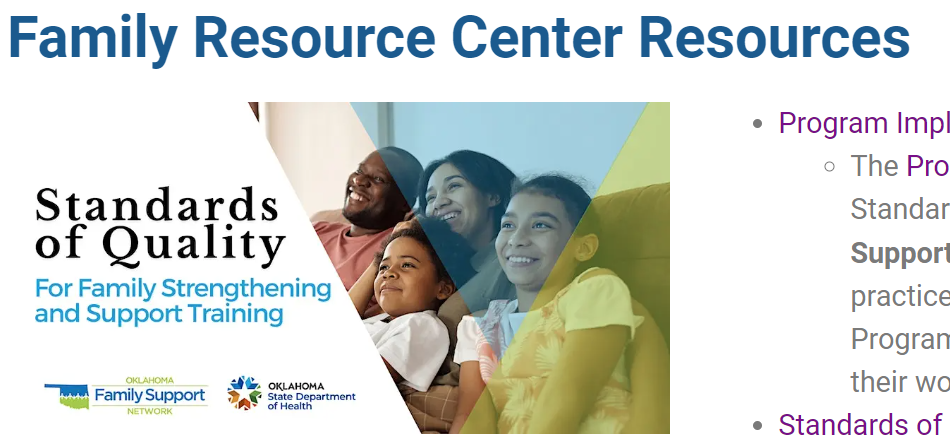 Family Resource Center Resources
Standards
of Quality
For Family Strengthening
and Support Training
OKLAHOMA
Family Support
NETWORK
OKLAHOMA
State Department
of Health
Program Impl
The Pro
Standar
Support
practice
Program
their wo
Standards of